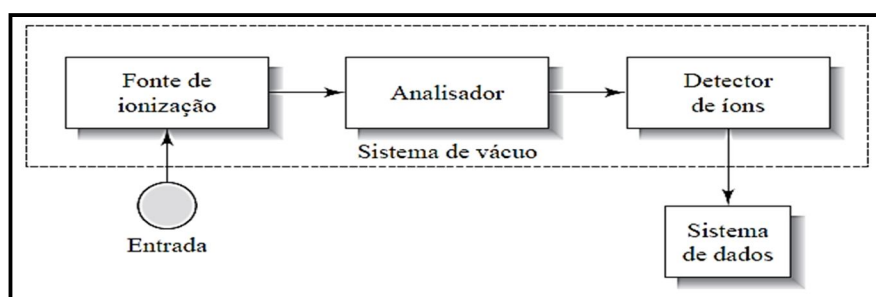 Fonte de
ionização
Analisador
Detector
de íons
Sistema de vácuo
Entrada
Sistema
de dados